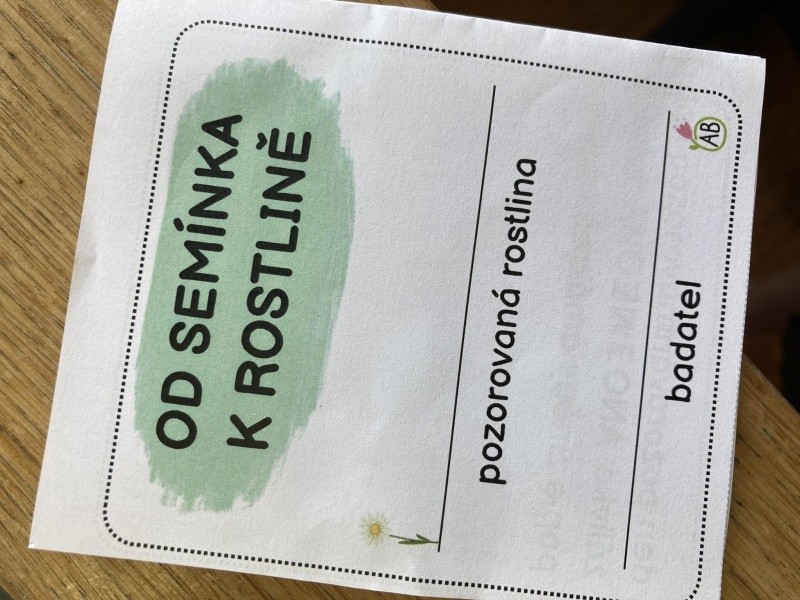 OD SEMÍNKA
K ROSTLINĚ
pozorovaná rostlina
badatel
AB